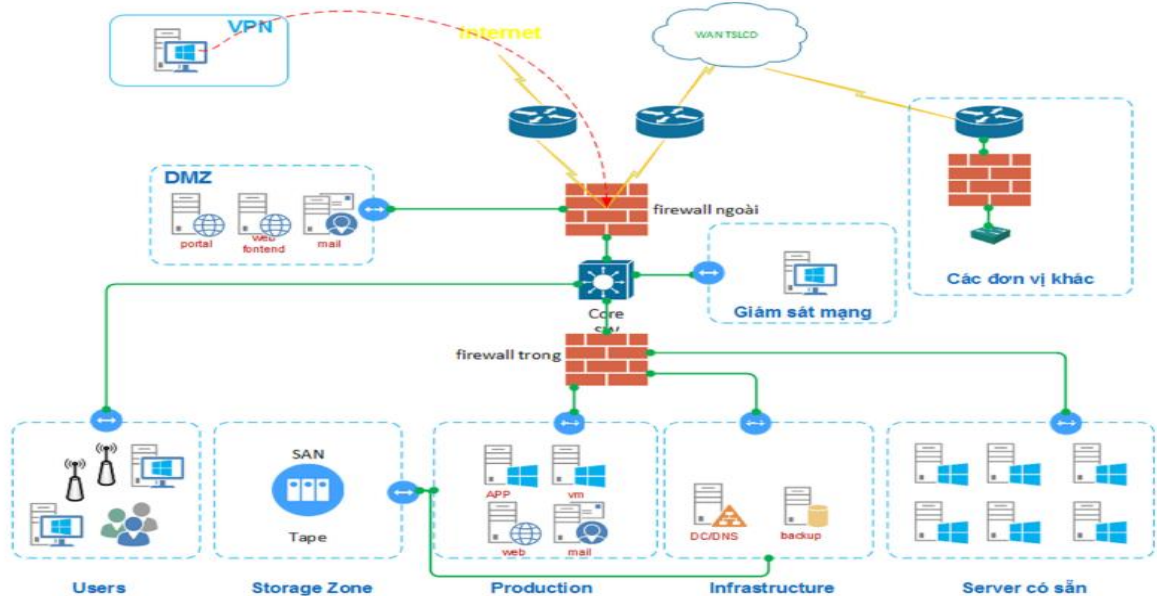 VPN
internet
WAN TSLCD
DMZ
portal
web
fontend
mail
firewall ngoài
Các đơn vị khác
Giám sát mạng
Core
SW
firewall trong
SAN
Tape
APP
vm
web
mail
DC/DNS
backup
Users
Storage Zone
Production
Infrastructure
Server có sẵn